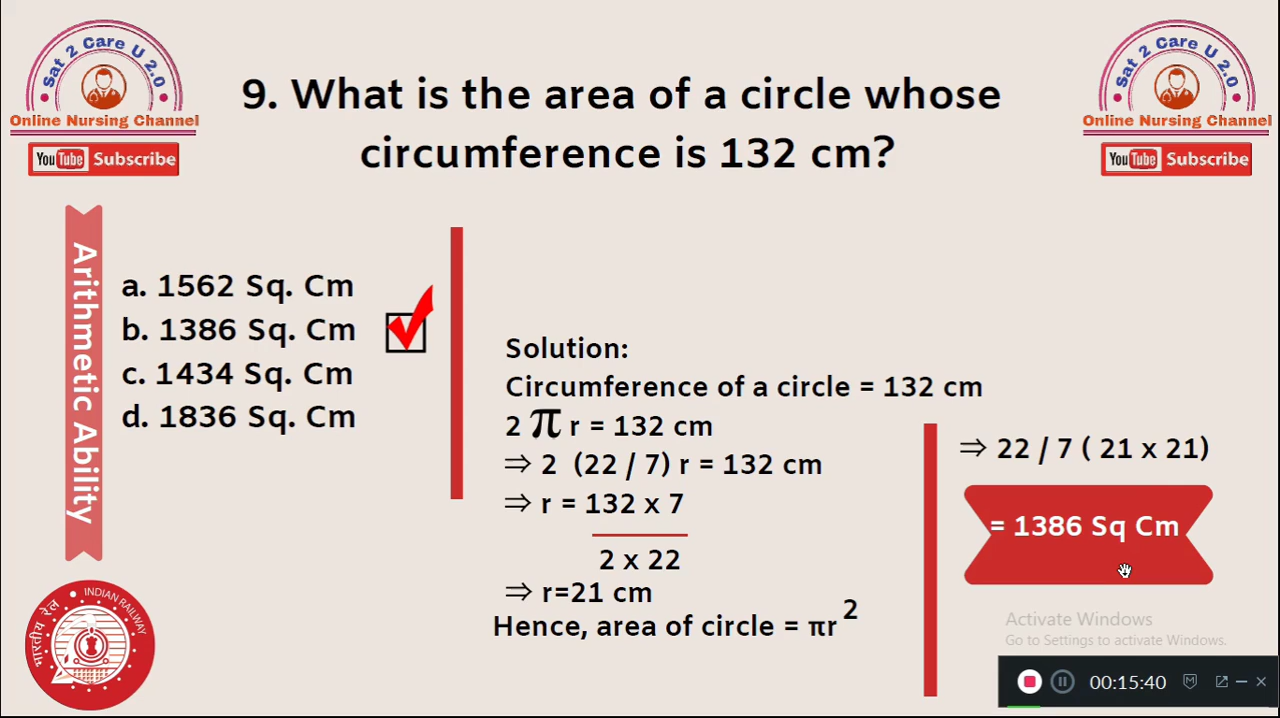 Sat 2 Care U 2.0
Online Nursing Channel
YouTube Subscribe
9. What is the area of a circle whose
circumference is 132 cm?
Sat 2 Care U 2.0
Online Nursing Channel
YouTube Subscribe
Arithmetic Ability
a. 1562 Sq. Cm
b. 1386 Sq. Cm
c. 1434 Sq. Cm
d. 1836 Sq. Cm
Solution:
Circumference of a circle = 132 cm
2 π r = 132 cm
⇒ 2 (22 / 7) r = 132 cm
⇒ r = 132 x 7
2 x 22
⇒ r=21 cm
Hence, area of circle = πr²
⇒ 22 / 7 ( 21 x 21)
= 1386 Sq Cm
भारतीय रेल • INDIAN RAILWAY
Activate Windows
Go to Settings to activate Windows.
00:15:40